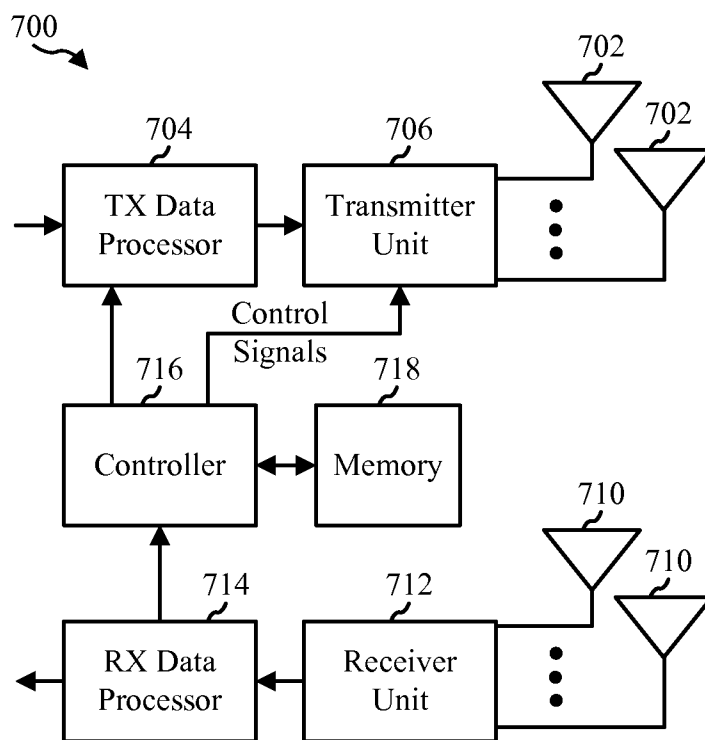 700
702
702
704
706
TX Data
Processor
Transmitter
Unit
Control
Signals
716
718
Controller
Memory
710
710
714
712
RX Data
Processor
Receiver
Unit